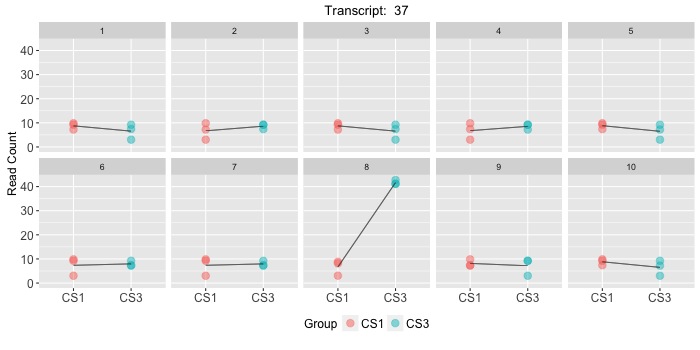 Transcript:  37
1 2 3 4 5
40
30
20
10
0
Read Count
6 7 8 9 10
40
30
20
10
0
CS1 CS3 CS1 CS3 CS1 CS3 CS1 CS3 CS1 CS3
Group CS1 CS3